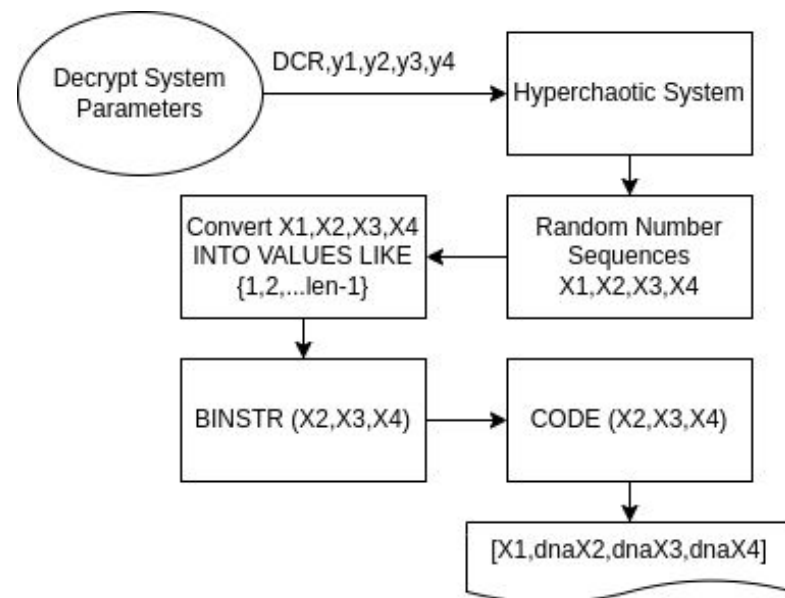 Decrypt System
Parameters
DCR,y1,y2,y3,y4
Hyperchaotic System
Random Number
Sequences
X1,X2,X3,X4
Convert X1,X2,X3,X4
INTO VALUES LIKE
{1,2,...len-1}
BINSTR (X2,X3,X4)
CODE (X2,X3,X4)
[X1,dnaX2,dnaX3,dnaX4]